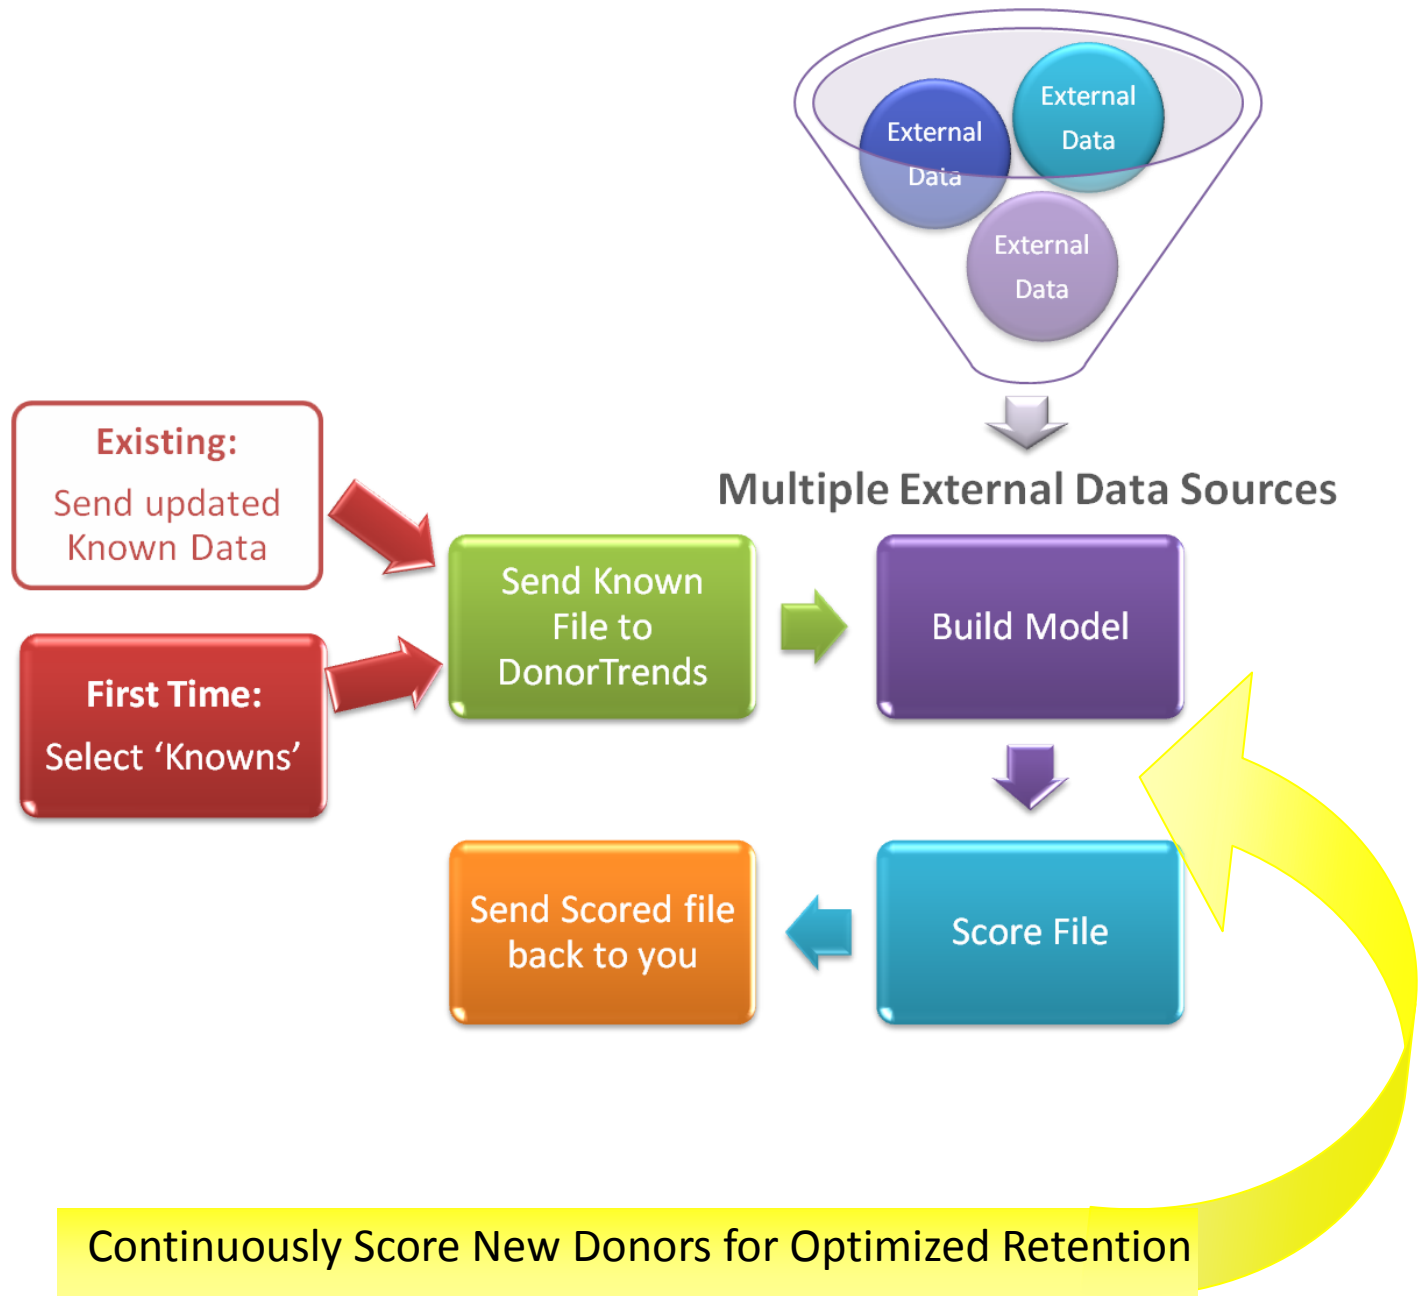 External
Data
External
Data
External
Data
Multiple External Data Sources
Existing:
Send updated
Known Data
First Time:
Select ‘Knowns’
Send Known
File to
DonorTrends
Build Model
Score File
Send Scored file
back to you
Continuously Score New Donors for Optimized Retention